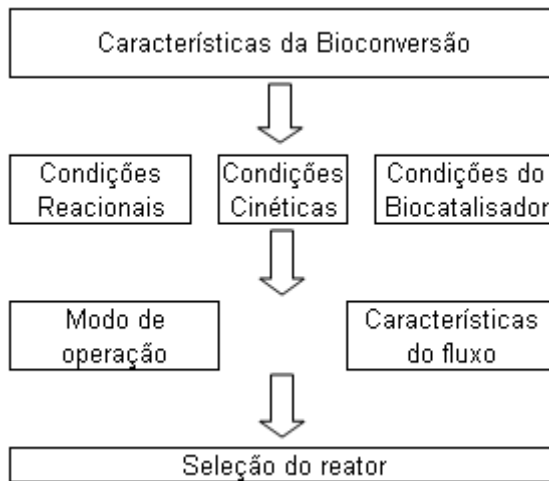 Características da Bioconversão
Condições
Reacionais
Condições
Cinéticas
Condições do
Biocatalisador
Modo de
operação
Características
do fluxo
Seleção do reator